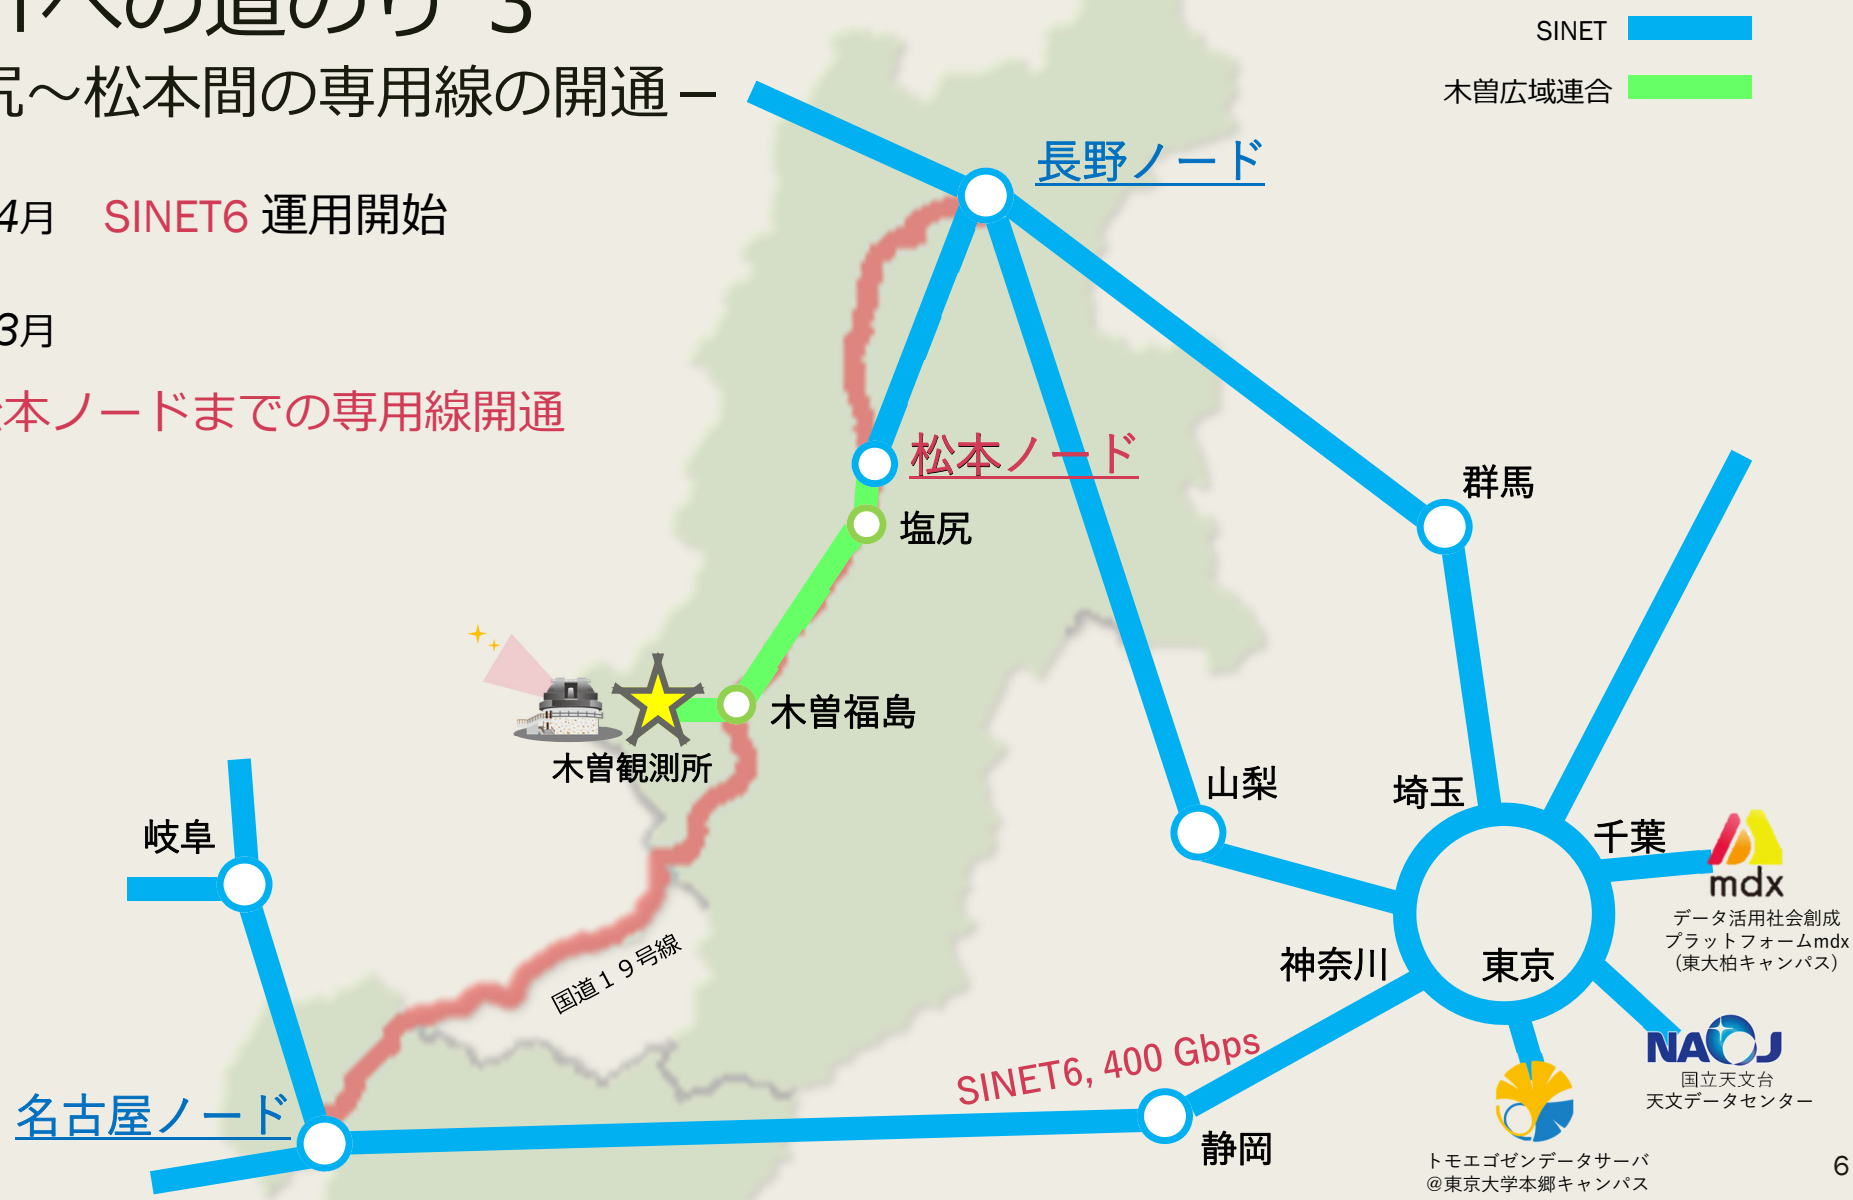 への道のり 3
尻～松本間の専用線の開通－
4月 SINET6 運用開始
3月
本ノードまでの専用線開通
SINET
木曽広域連合
長野ノード
松本ノード
塩尻
群馬
木曽福島
木曽観測所
山梨
埼玉
千葉
岐阜
mdx
データ活用社会創成
プラットフォームmdx
(東大柏キャンパス)
国道１９号線
神奈川
東京
SINET6, 400 Gbps
NAOJ
国立天文台
天文データセンター
名古屋ノード
静岡
トモエゴゼンデータサーバ
@東京大学本郷キャンパス
6